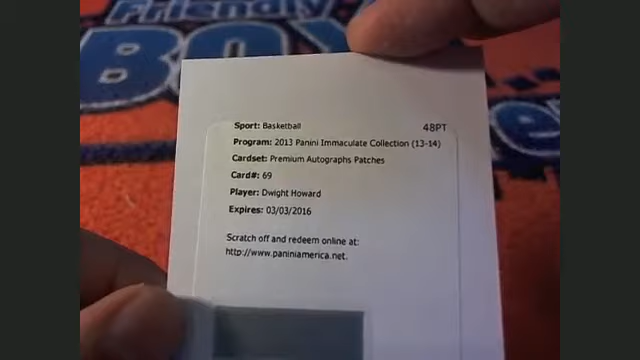 Friendly
BOX
Sport: Basketball
48PT
Program: 2013 Panini Immaculate Collection (13-14)
Cardset: Premium Autographs Patches
Card#: 69
Player: Dwight Howard
Expires: 03/03/2016
Scratch off and redeem online at:
http://www.paniniamerica.net.